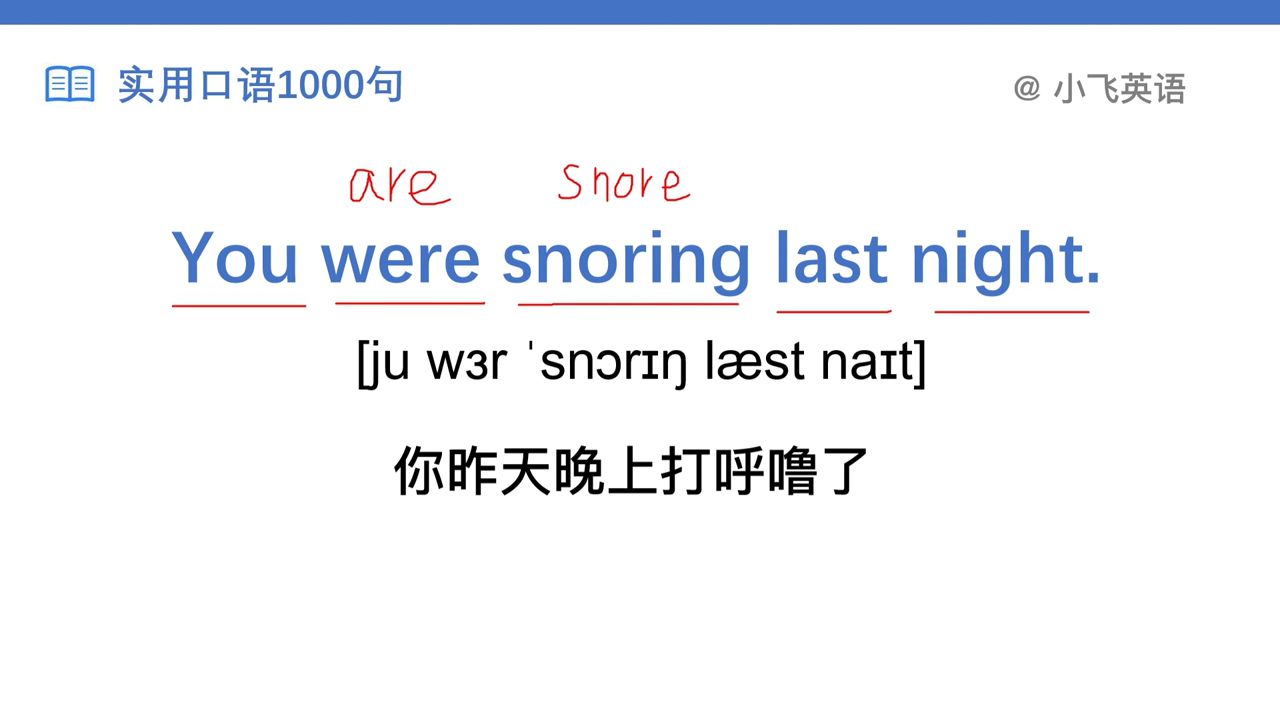 实用口语1000句
@ 小飞英语
are snore
You were snoring last night.
[ju wɜr ˈsnɔrɪŋ læst naɪt]
你昨天晚上打呼噜了